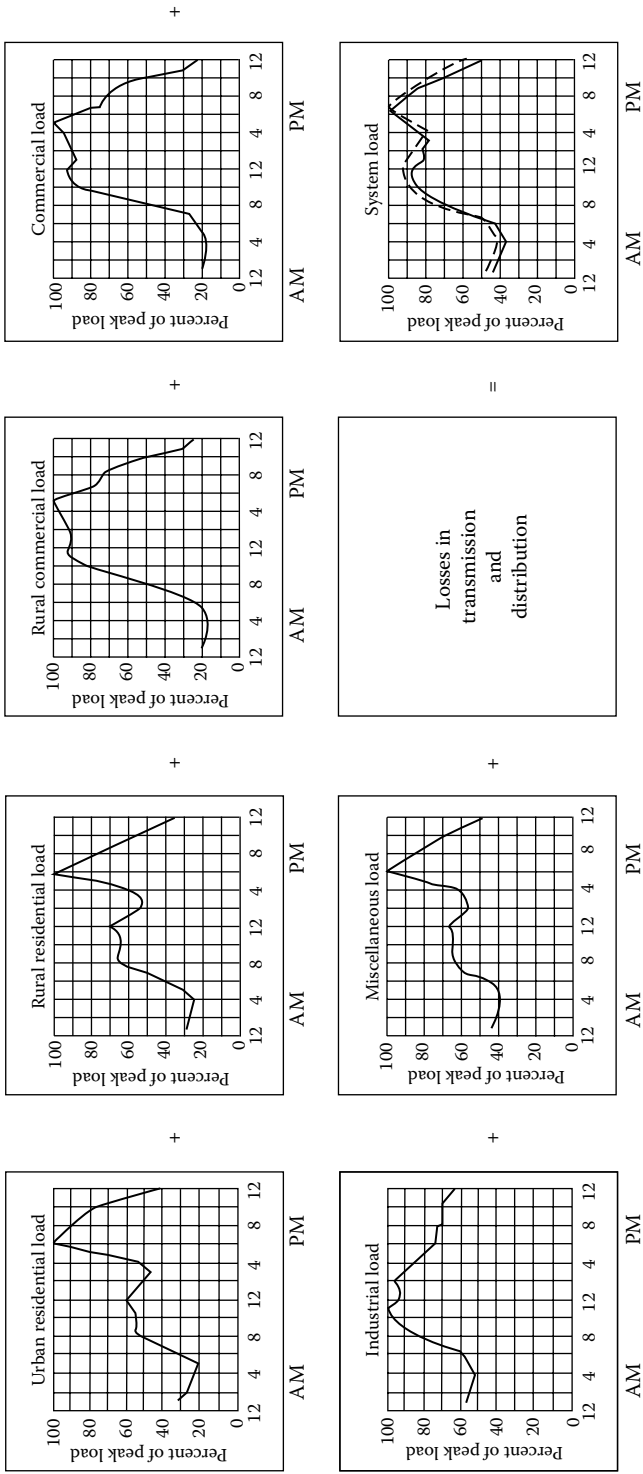 Urban residential load
Percent of peak load
100
80
60
40
20
0
12 4 8 12 4 8 12
AM PM
+
Rural residential load
Percent of peak load
100
80
60
40
20
0
12 4 8 12 4 8 12
AM PM
+
Rural commercial load
Percent of peak load
100
80
60
40
20
0
12 4 8 12 4 8 12
AM PM
+
Commercial load
Percent of peak load
100
80
60
40
20
0
12 4 8 12 4 8 12
AM PM
+
Industrial load
Percent of peak load
100
80
60
40
20
0
12 4 8 12 4 8 12
AM PM
+
Miscellaneous load
Percent of peak load
100
80
60
40
20
0
12 4 8 12 4 8 12
AM PM
+
Losses in
transmission
and
distribution
=
System load
Percent of peak load
100
80
60
40
20
0
12 4 8 12 4 8 12
AM PM